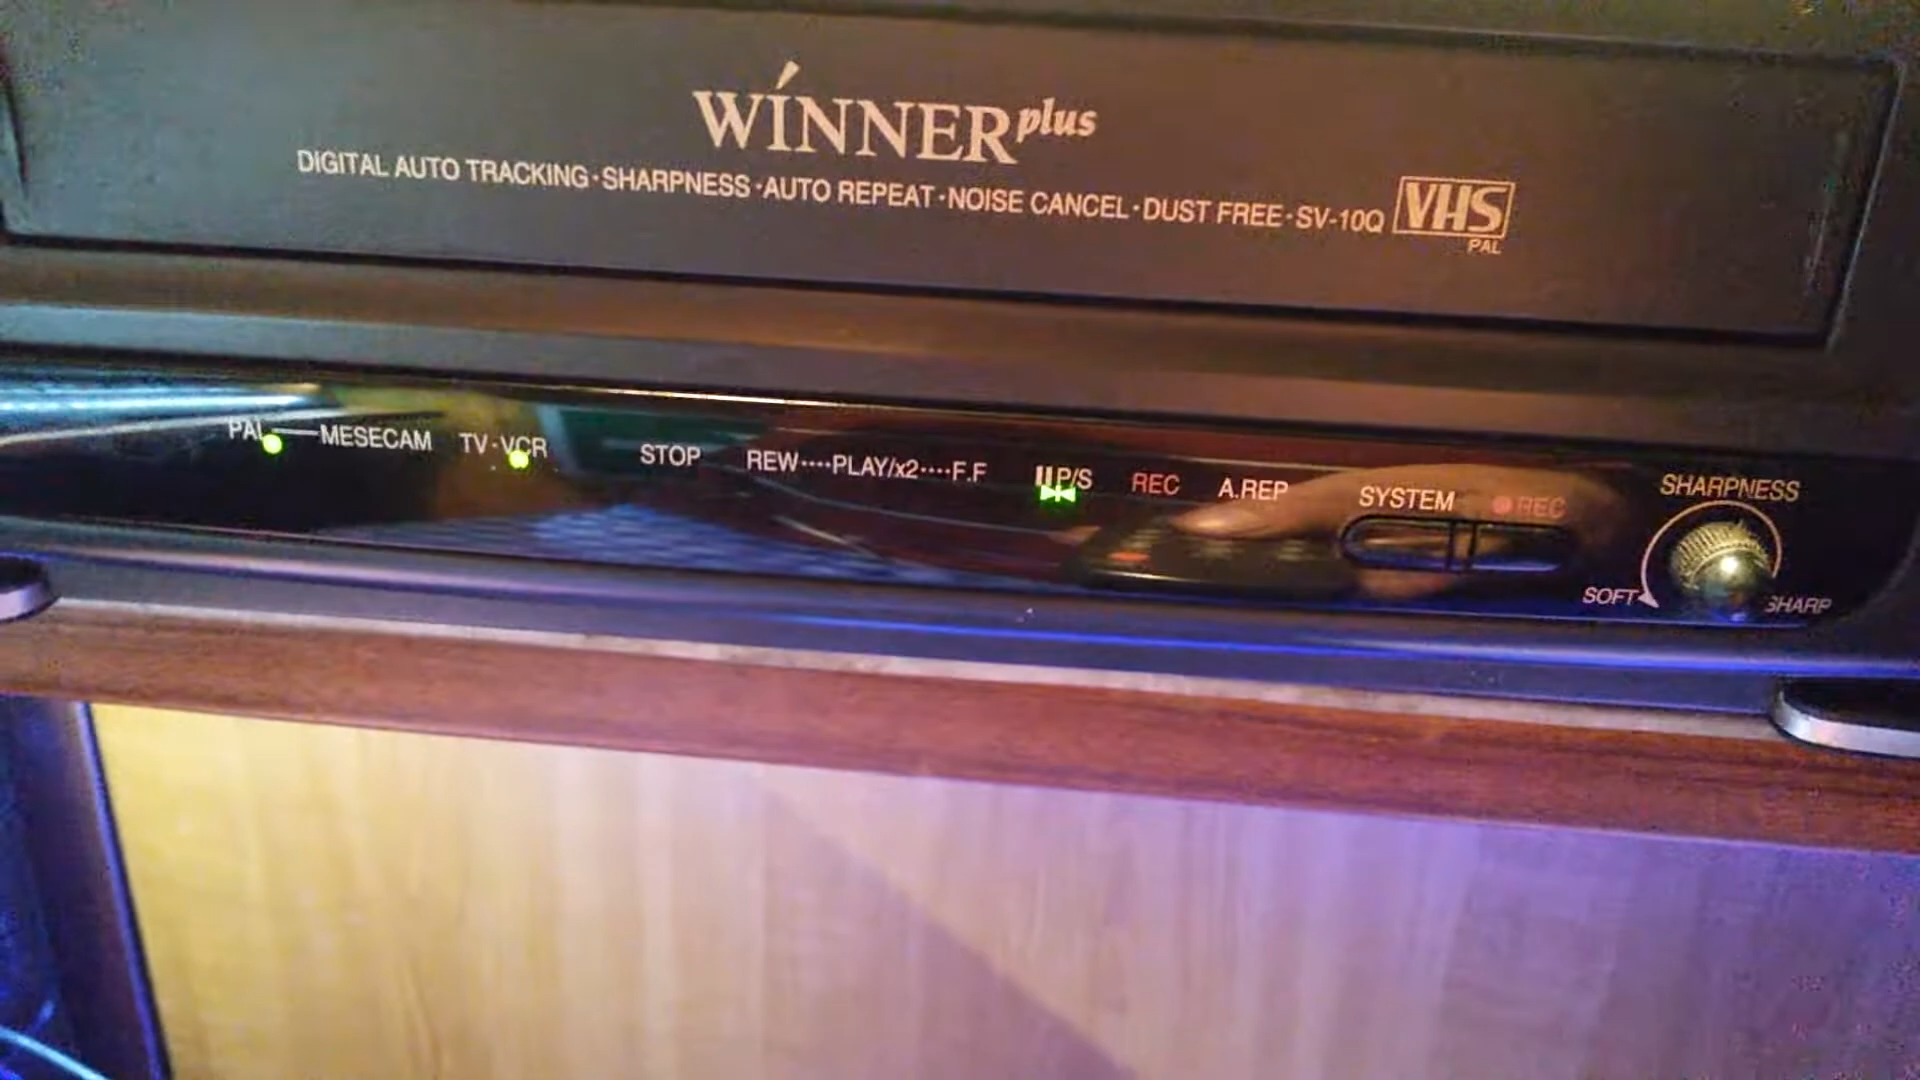 WÍNNER plus
DIGITAL AUTO TRACKING·SHARPNESS·AUTO REPEAT·NOISE CANCEL·DUST FREE·SV-10Q VHS
PAL
PAL MESECAM TV·VCR STOP REW····PLAY/x2····F.F P/S REC A.REP SYSTEM REC SHARPNESS
SOFT SHARP